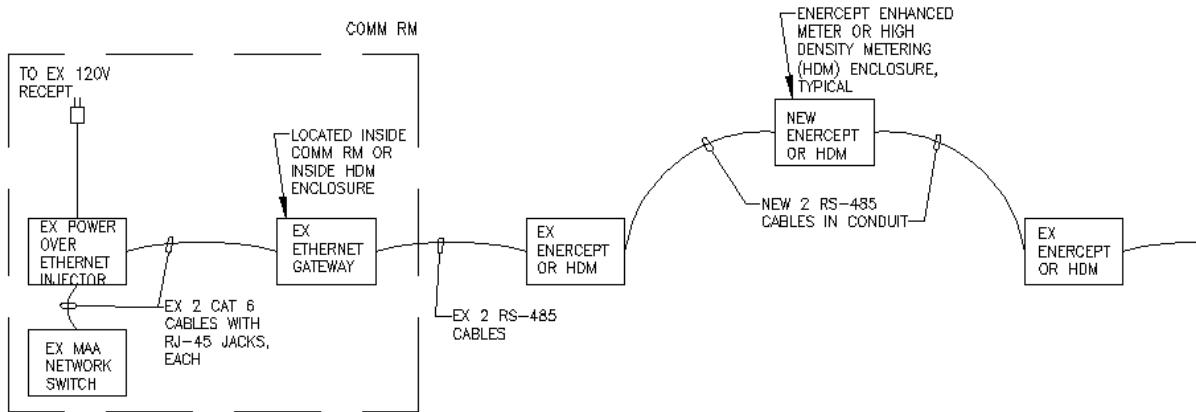 COMM RM
TO EX 120V
RECEPT
LOCATED INSIDE
COMM RM OR
INSIDE HDM
ENCLOSURE
EX POWER
OVER
ETHERNET
INJECTOR
EX
ETHERNET
GATEWAY
EX 2 CAT 6
CABLES WITH
RJ-45 JACKS,
EACH
EX MAA
NETWORK
SWITCH
EX 2 RS-485
CABLES
EX
ENERCEPT
OR HDM
ENERCEPT ENHANCED
METER OR HIGH
DENSITY METERING
(HDM) ENCLOSURE,
TYPICAL
NEW
ENERCEPT
OR HDM
NEW 2 RS-485
CABLES IN CONDUIT
EX
ENERCEPT
OR HDM